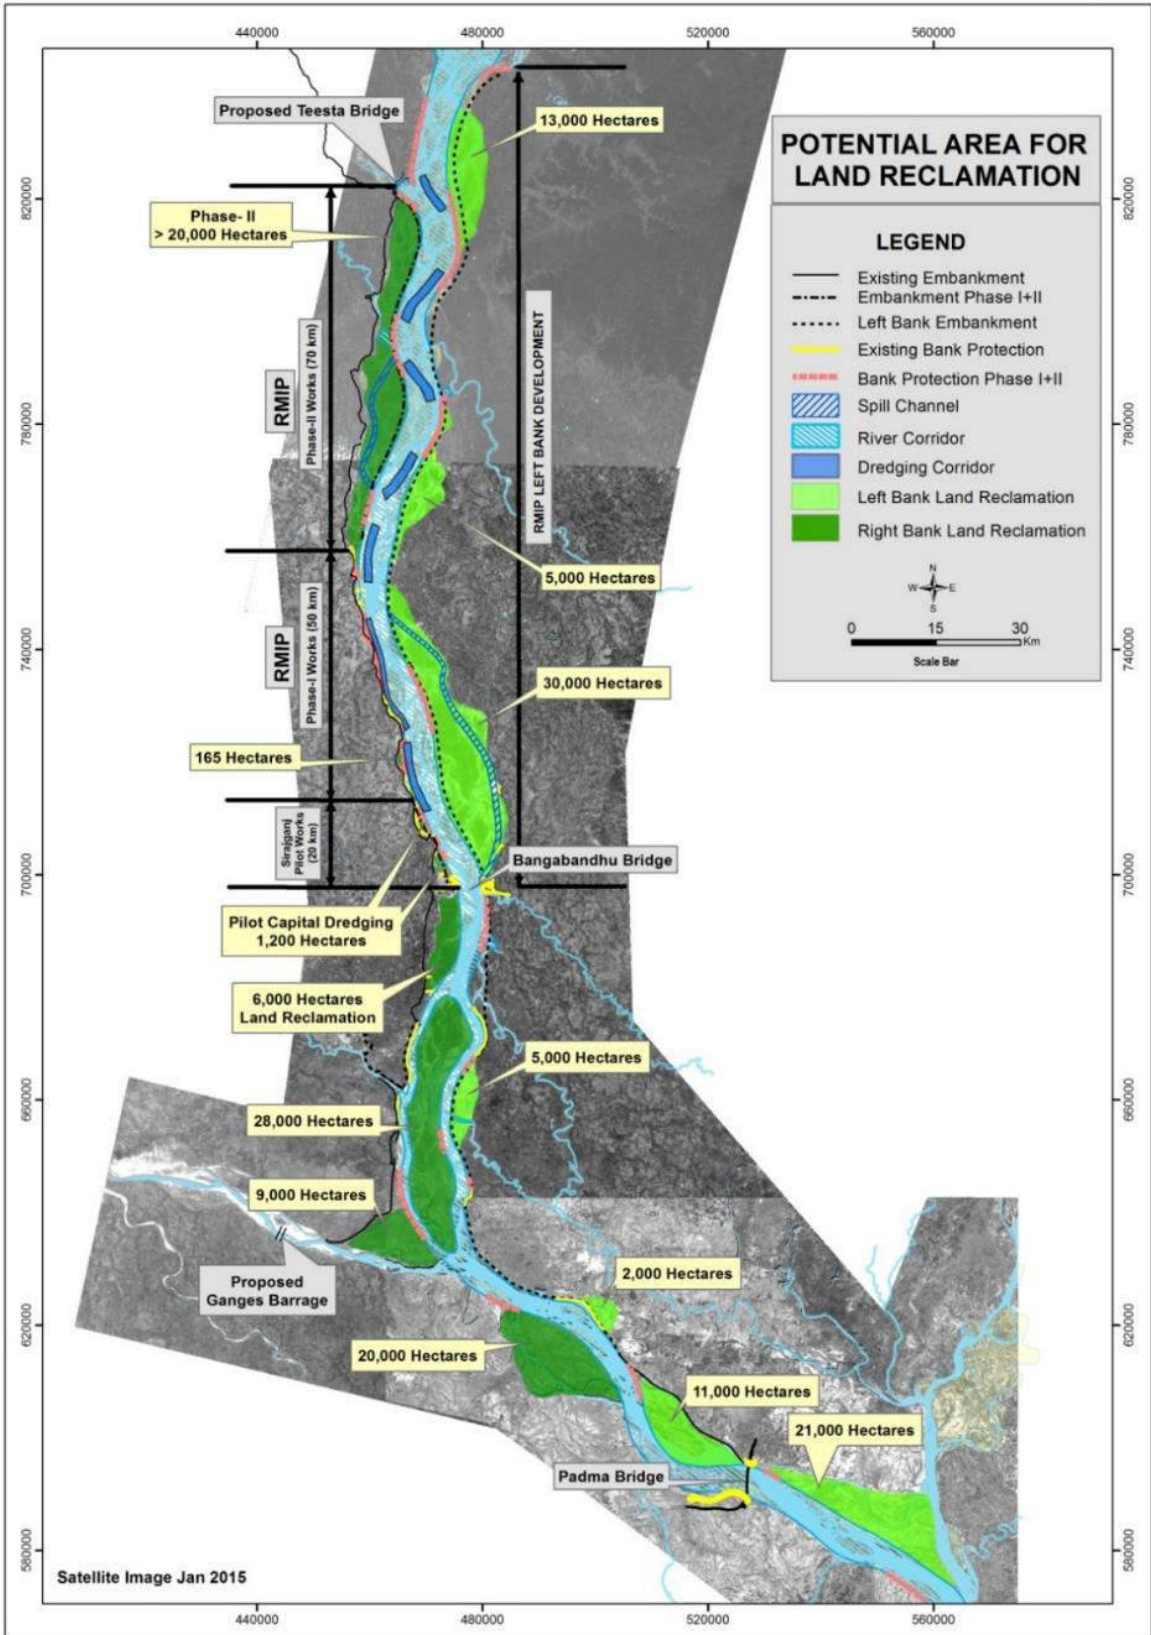 440000
480000
520000
560000
Proposed Teesta Bridge
13,000 Hectares
POTENTIAL AREA FOR
LAND RECLAMATION
820000
820000
Phase- II
> 20,000 Hectares
LEGEND
Existing Embankment
Embankment Phase I+II
Left Bank Embankment
Existing Bank Protection
Bank Protection Phase I+II
Spill Channel
River Corridor
Dredging Corridor
Left Bank Land Reclamation
Right Bank Land Reclamation
N
W
E
S
0
15
30
Km
Scale Bar
RMIP
Phase-II Works (70 km)
RMIP LEFT BANK DEVELOPMENT
780000
780000
5,000 Hectares
740000
740000
RMIP
Phase-I Works (50 km)
30,000 Hectares
165 Hectares
Sirajganj
Pilot Works
(20 km)
Bangabandhu Bridge
700000
700000
Pilot Capital Dredging
1,200 Hectares
6,000 Hectares
Land Reclamation
5,000 Hectares
660000
660000
28,000 Hectares
9,000 Hectares
Proposed
Ganges Barrage
2,000 Hectares
620000
620000
20,000 Hectares
11,000 Hectares
21,000 Hectares
Padma Bridge
580000
580000
Satellite Image Jan 2015
440000
480000
520000
560000